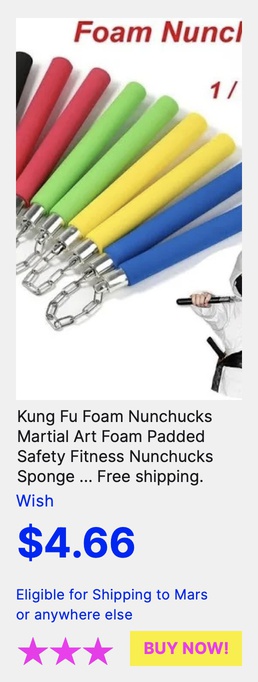 Foam Nuncl
1 /
Kung Fu Foam Nunchucks
Martial Art Foam Padded
Safety Fitness Nunchucks
Sponge ... Free shipping.
Wish
$4.66
Eligible for Shipping to Mars
or anywhere else
BUY NOW!